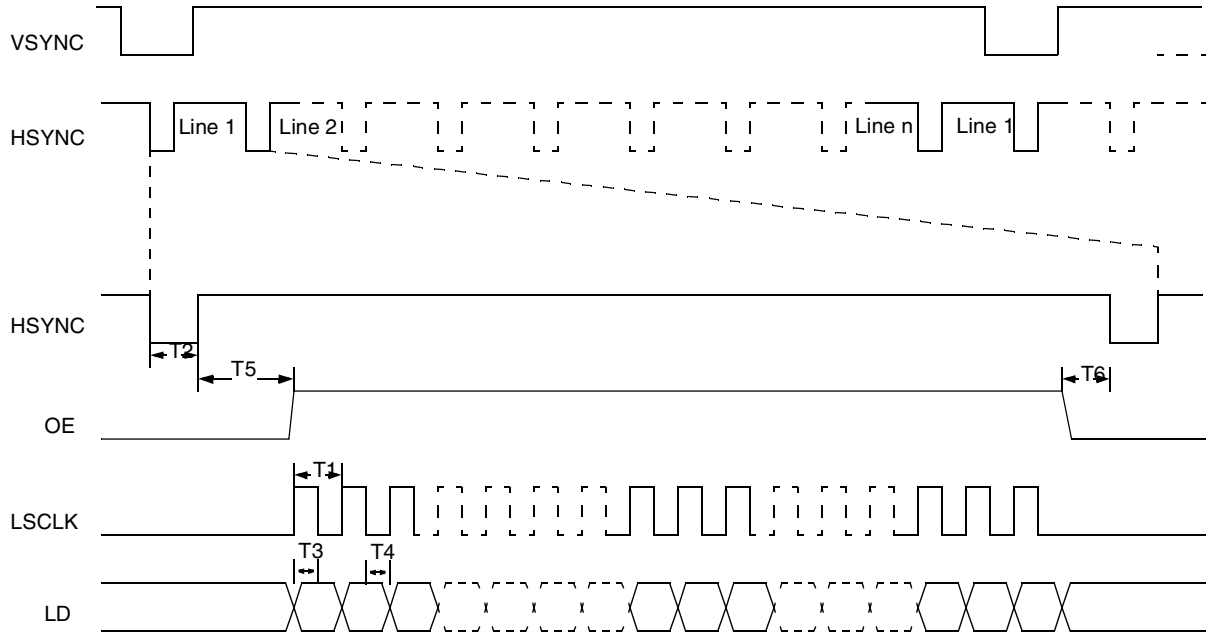 VSYNC
HSYNC
Line 1
Line 2
Line n
Line 1
HSYNC
T2
T5
T6
OE
T1
LSCLK
T3
T4
LD